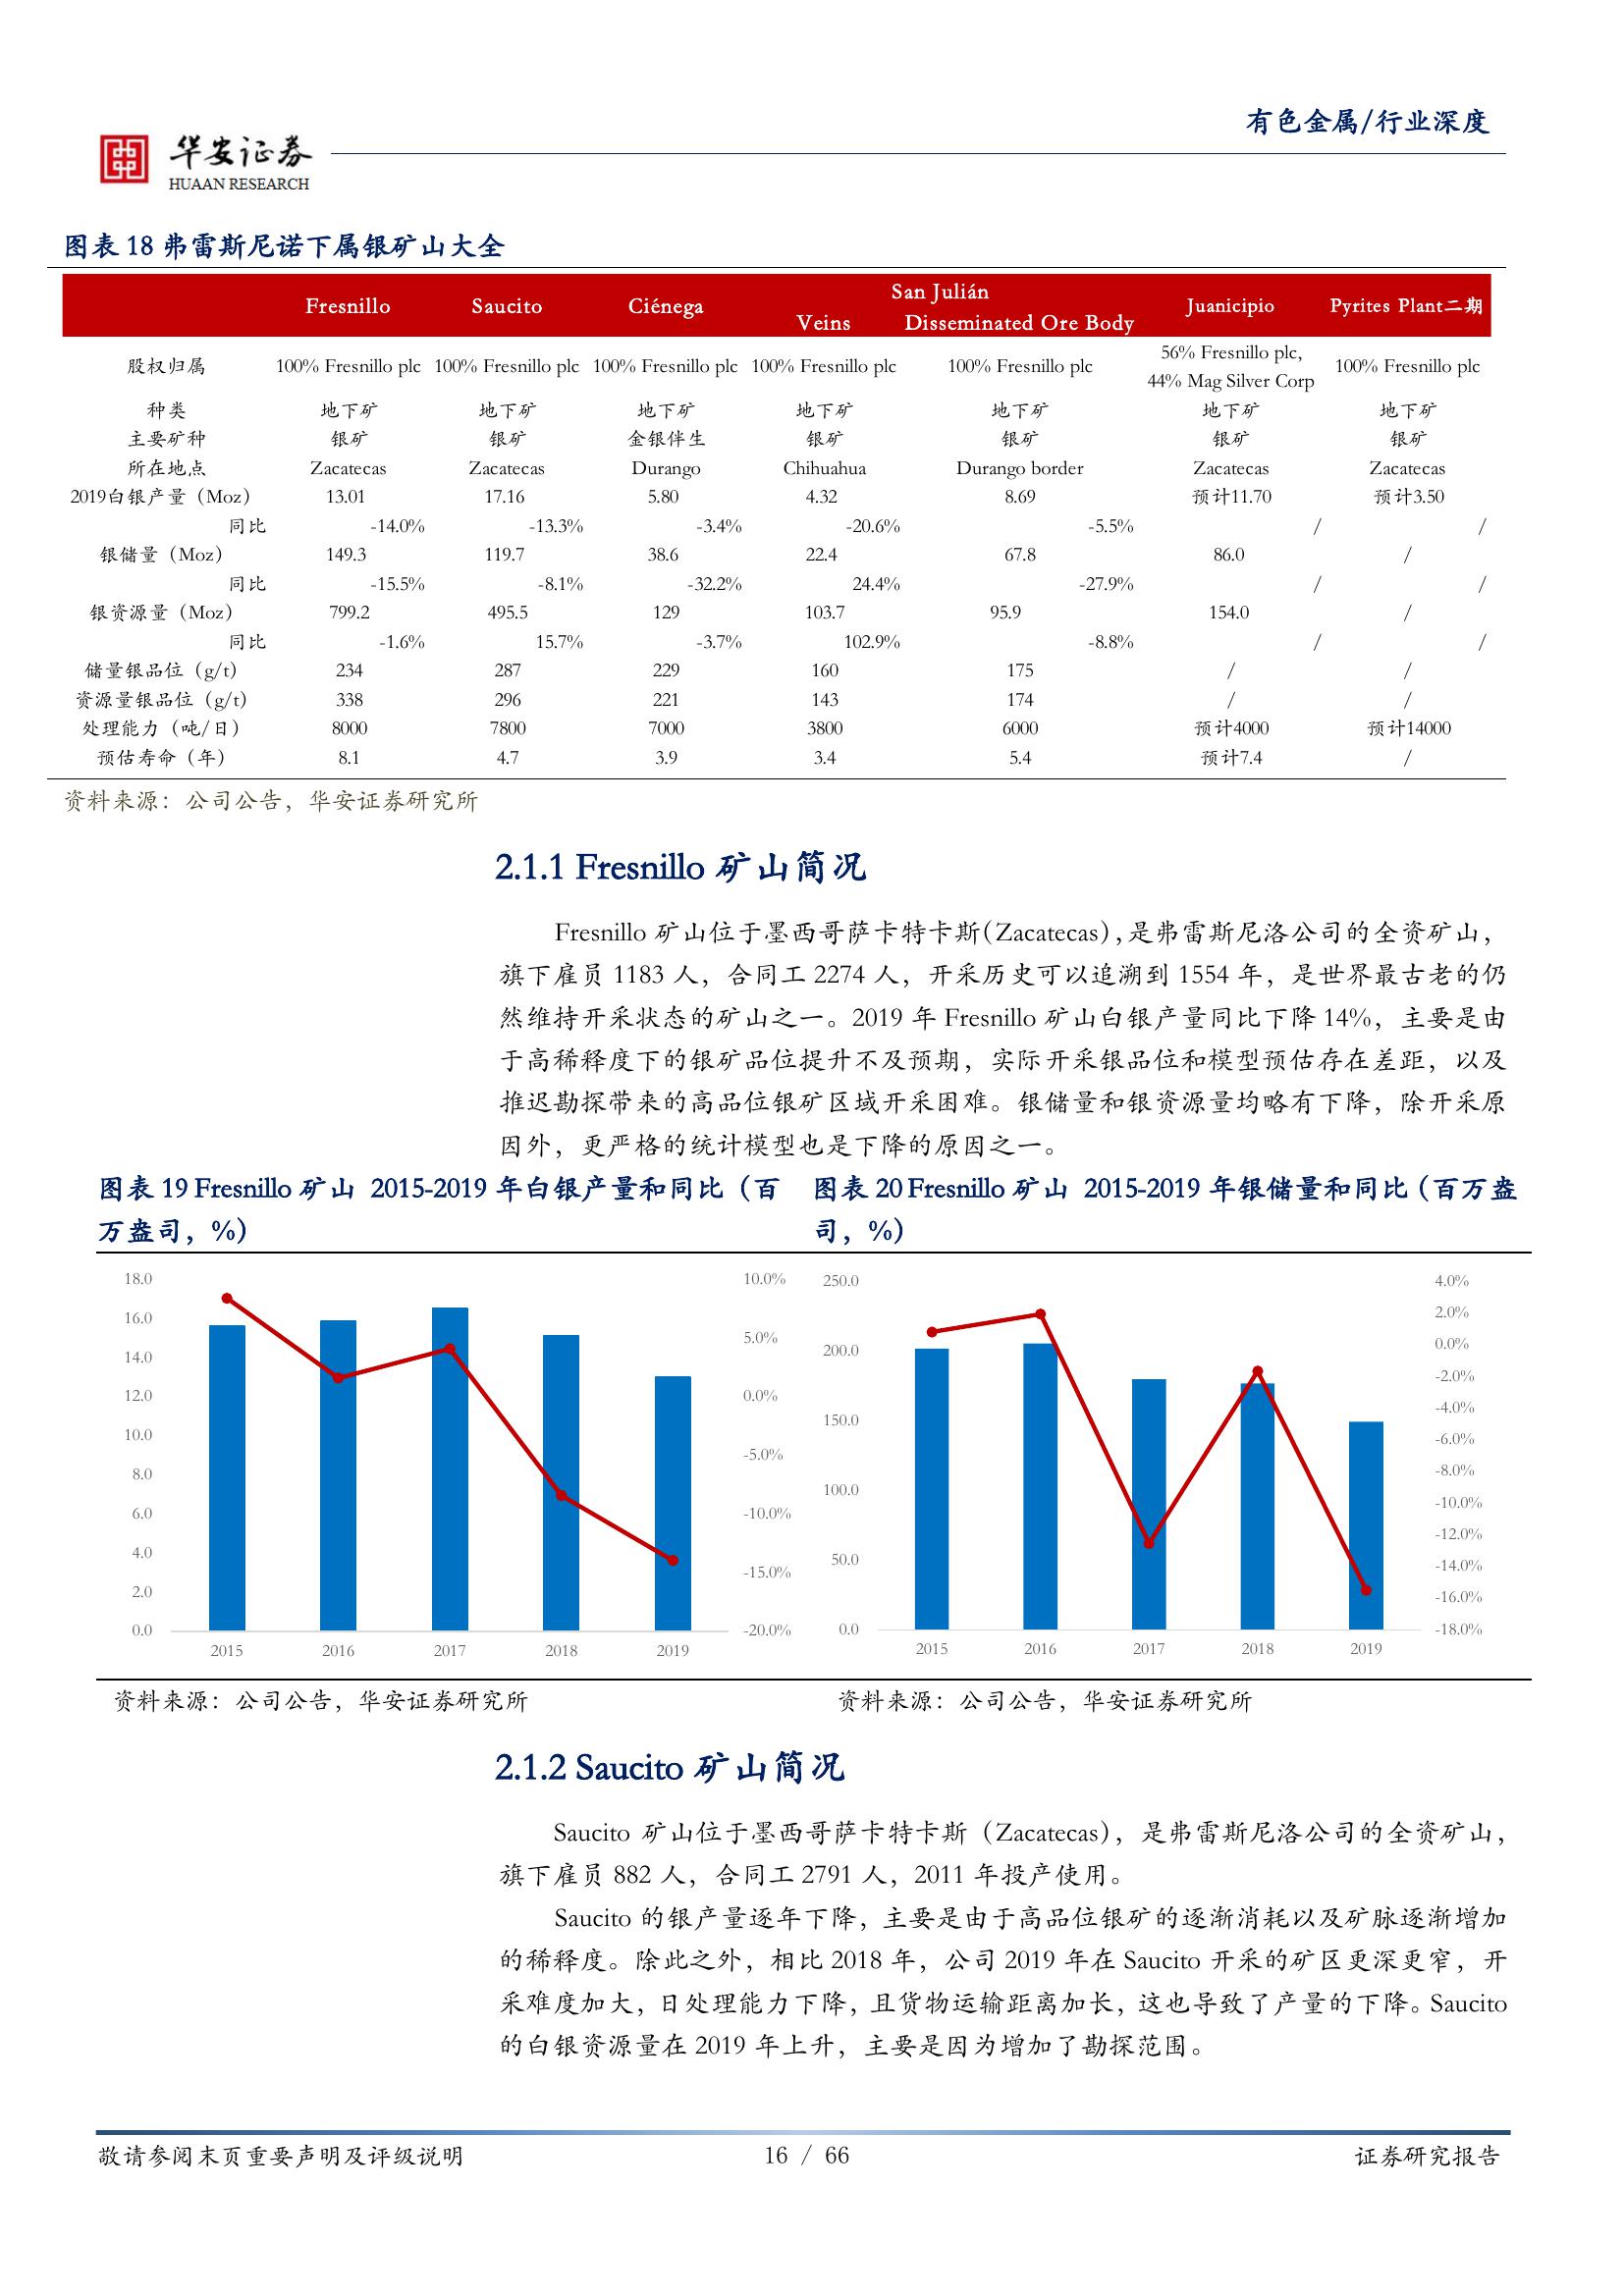 有色金属/行业深度
华安证券
HUAAN RESEARCH
图表 18 弗雷斯尼诺下属银矿山大全
Fresnillo Saucito Ciénega San Julián Juanicipio Pyrites Plant二期
Veins Disseminated Ore Body
股权归属 100% Fresnillo plc 100% Fresnillo plc 100% Fresnillo plc 100% Fresnillo plc 100% Fresnillo plc 56% Fresnillo plc, 44% Mag Silver Corp 100% Fresnillo plc
种类 地下矿 地下矿 地下矿 地下矿 地下矿 地下矿 地下矿
主要矿种 银矿 银矿 金银伴生 银矿 银矿 银矿 银矿
所在地点 Zacatecas Zacatecas Durango Chihuahua Durango border Zacatecas Zacatecas
2019白银产量（Moz） 13.01 17.16 5.80 4.32 8.69 预计11.70 预计3.50
同比 -14.0% -13.3% -3.4% -20.6% -5.5% / /
银储量（Moz） 149.3 119.7 38.6 22.4 67.8 86.0 /
同比 -15.5% -8.1% -32.2% 24.4% -27.9% / /
银资源量（Moz） 799.2 495.5 129 103.7 95.9 154.0 /
同比 -1.6% 15.7% -3.7% 102.9% -8.8% / /
储量银品位（g/t） 234 287 229 160 175 / /
资源量银品位（g/t） 338 296 221 143 174 / /
处理能力（吨/日） 8000 7800 7000 3800 6000 预计4000 预计14000
预估寿命（年） 8.1 4.7 3.9 3.4 5.4 预计7.4 /
资料来源：公司公告，华安证券研究所
2.1.1 Fresnillo 矿山简况
Fresnillo 矿山位于墨西哥萨卡特卡斯（Zacatecas），是弗雷斯尼洛公司的全资矿山，
旗下雇员 1183 人，合同工 2274 人，开采历史可以追溯到 1554 年，是世界最古老的仍
然维持开采状态的矿山之一。2019 年 Fresnillo 矿山白银产量同比下降 14%，主要是由
于高稀释度下的银矿品位提升不及预期，实际开采银品位和模型预估存在差距，以及
推迟勘探带来的高品位银矿区域开采困难。银储量和银资源量均略有下降，除开采原
因外，更严格的统计模型也是下降的原因之一。
图表 19 Fresnillo 矿山 2015-2019 年白银产量和同比（百
万盎司，%）
18.0
16.0
14.0
12.0
10.0
8.0
6.0
4.0
2.0
0.0
10.0%
5.0%
0.0%
-5.0%
-10.0%
-15.0%
-20.0%
2015 2016 2017 2018 2019
资料来源：公司公告，华安证券研究所
图表 20 Fresnillo 矿山 2015-2019 年银储量和同比（百万盎
司，%）
250.0
200.0
150.0
100.0
50.0
0.0
4.0%
2.0%
0.0%
-2.0%
-4.0%
-6.0%
-8.0%
-10.0%
-12.0%
-14.0%
-16.0%
-18.0%
2015 2016 2017 2018 2019
资料来源：公司公告，华安证券研究所
2.1.2 Saucito 矿山简况
Saucito 矿山位于墨西哥萨卡特卡斯（Zacatecas），是弗雷斯尼洛公司的全资矿山，
旗下雇员 882 人，合同工 2791 人，2011 年投产使用。
Saucito 的银产量逐年下降，主要是由于高品位银矿的逐渐消耗以及矿脉逐渐增加
的稀释度。除此之外，相比 2018 年，公司 2019 年在 Saucito 开采的矿区更深更窄，开
采难度加大，日处理能力下降，且货物运输距离加长，这也导致了产量的下降。Saucito
的白银资源量在 2019 年上升，主要是因为增加了勘探范围。
敬请参阅末页重要声明及评级说明 16 / 66 证券研究报告